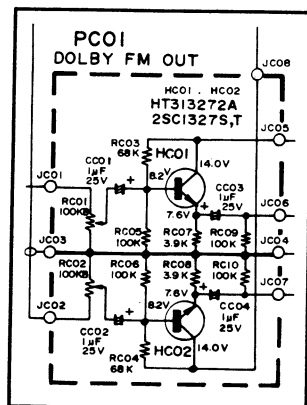 PC01
DOLBY FM OUT
JC08
HC01 . HC02
HT313272A
2SC1327S,T
RC03
68K
HC01
JC05
CC01
1μF
25V
8.2V
14.0V
JC01
CC03
1μF
25V
RC01
100KB
7.6V
JC06
RC05
100K
RC07
3.9K
RC09
100K
JC03
JC04
RC02
100KB
RC06
100K
RC08
3.9K
RC10
100K
JC07
7.6V
JC02
8.2V
CC04
1μF
25V
CC02
1μF
25V
HC02
RC04
68K
14.0V